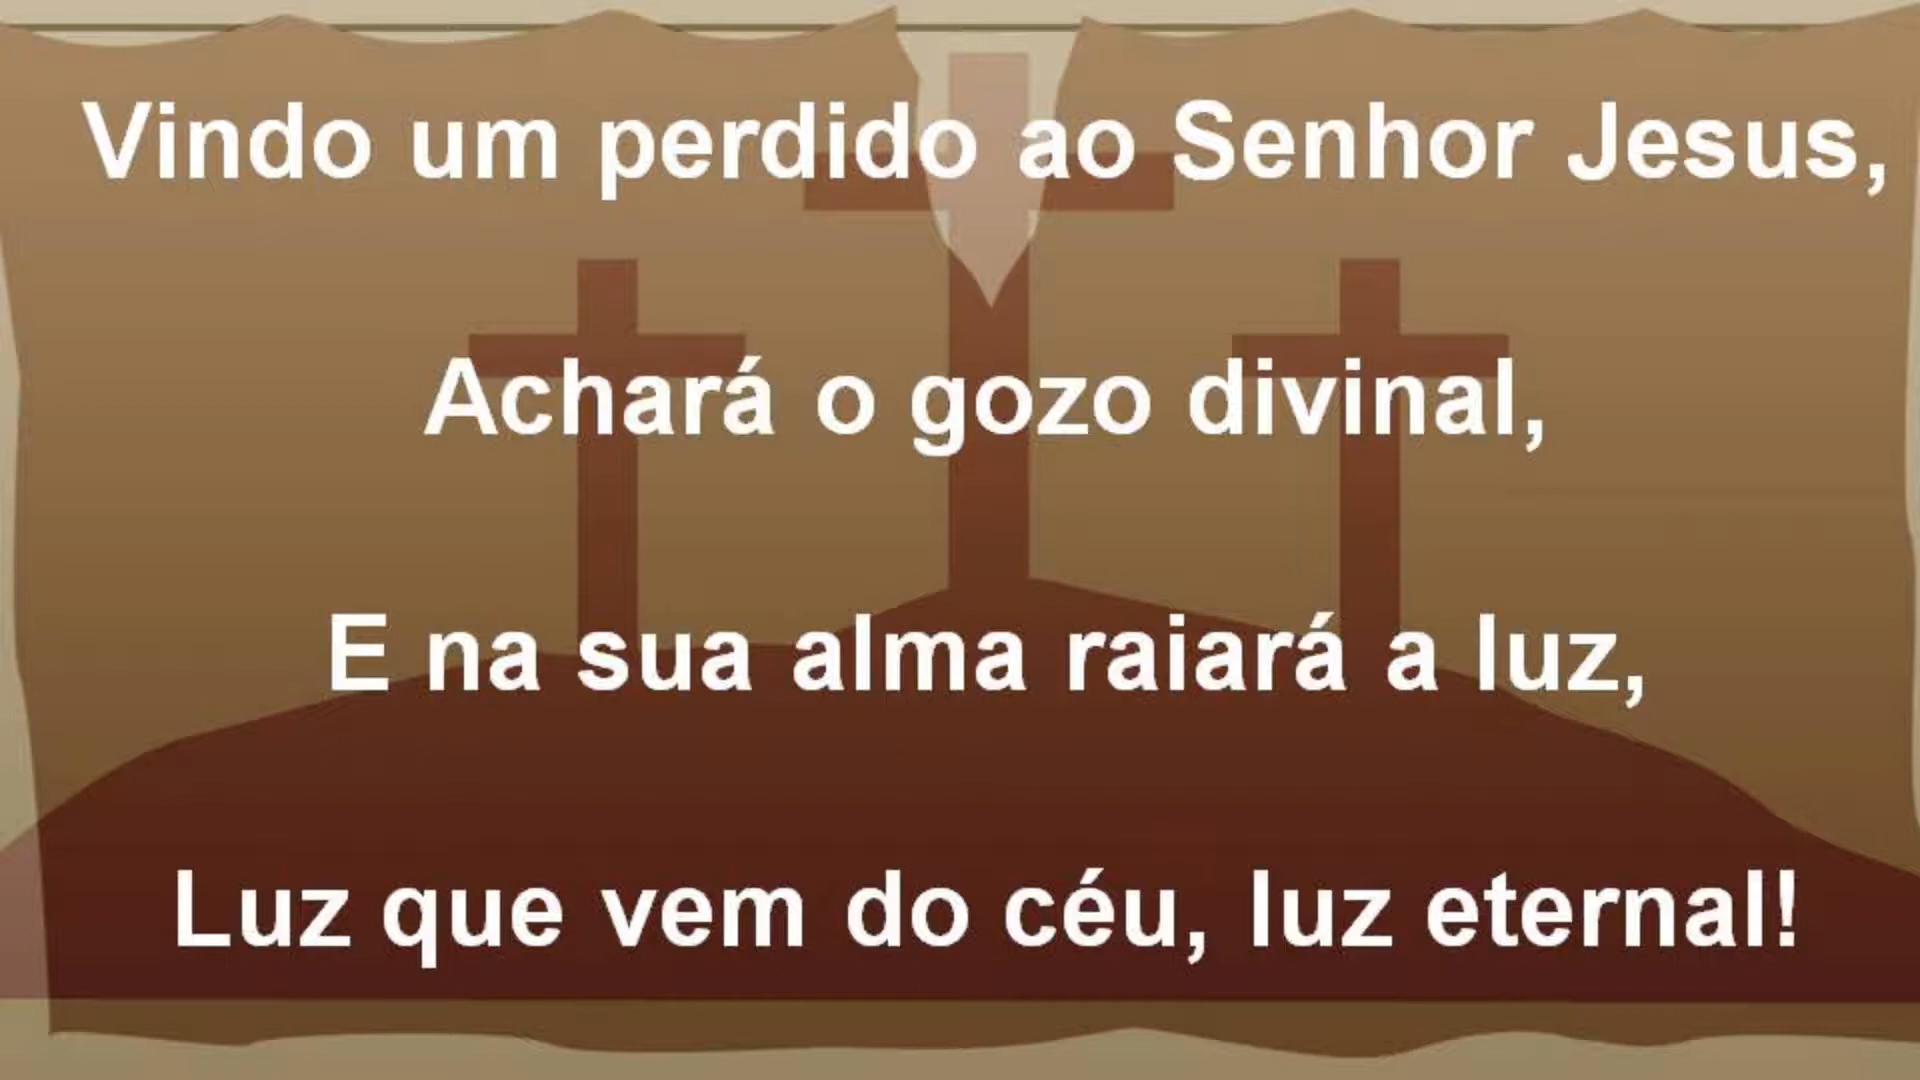 Vindo um perdido ao Senhor Jesus,
Achará o gozo divinal,
E na sua alma raiará a luz,
Luz que vem do céu, luz eternal!